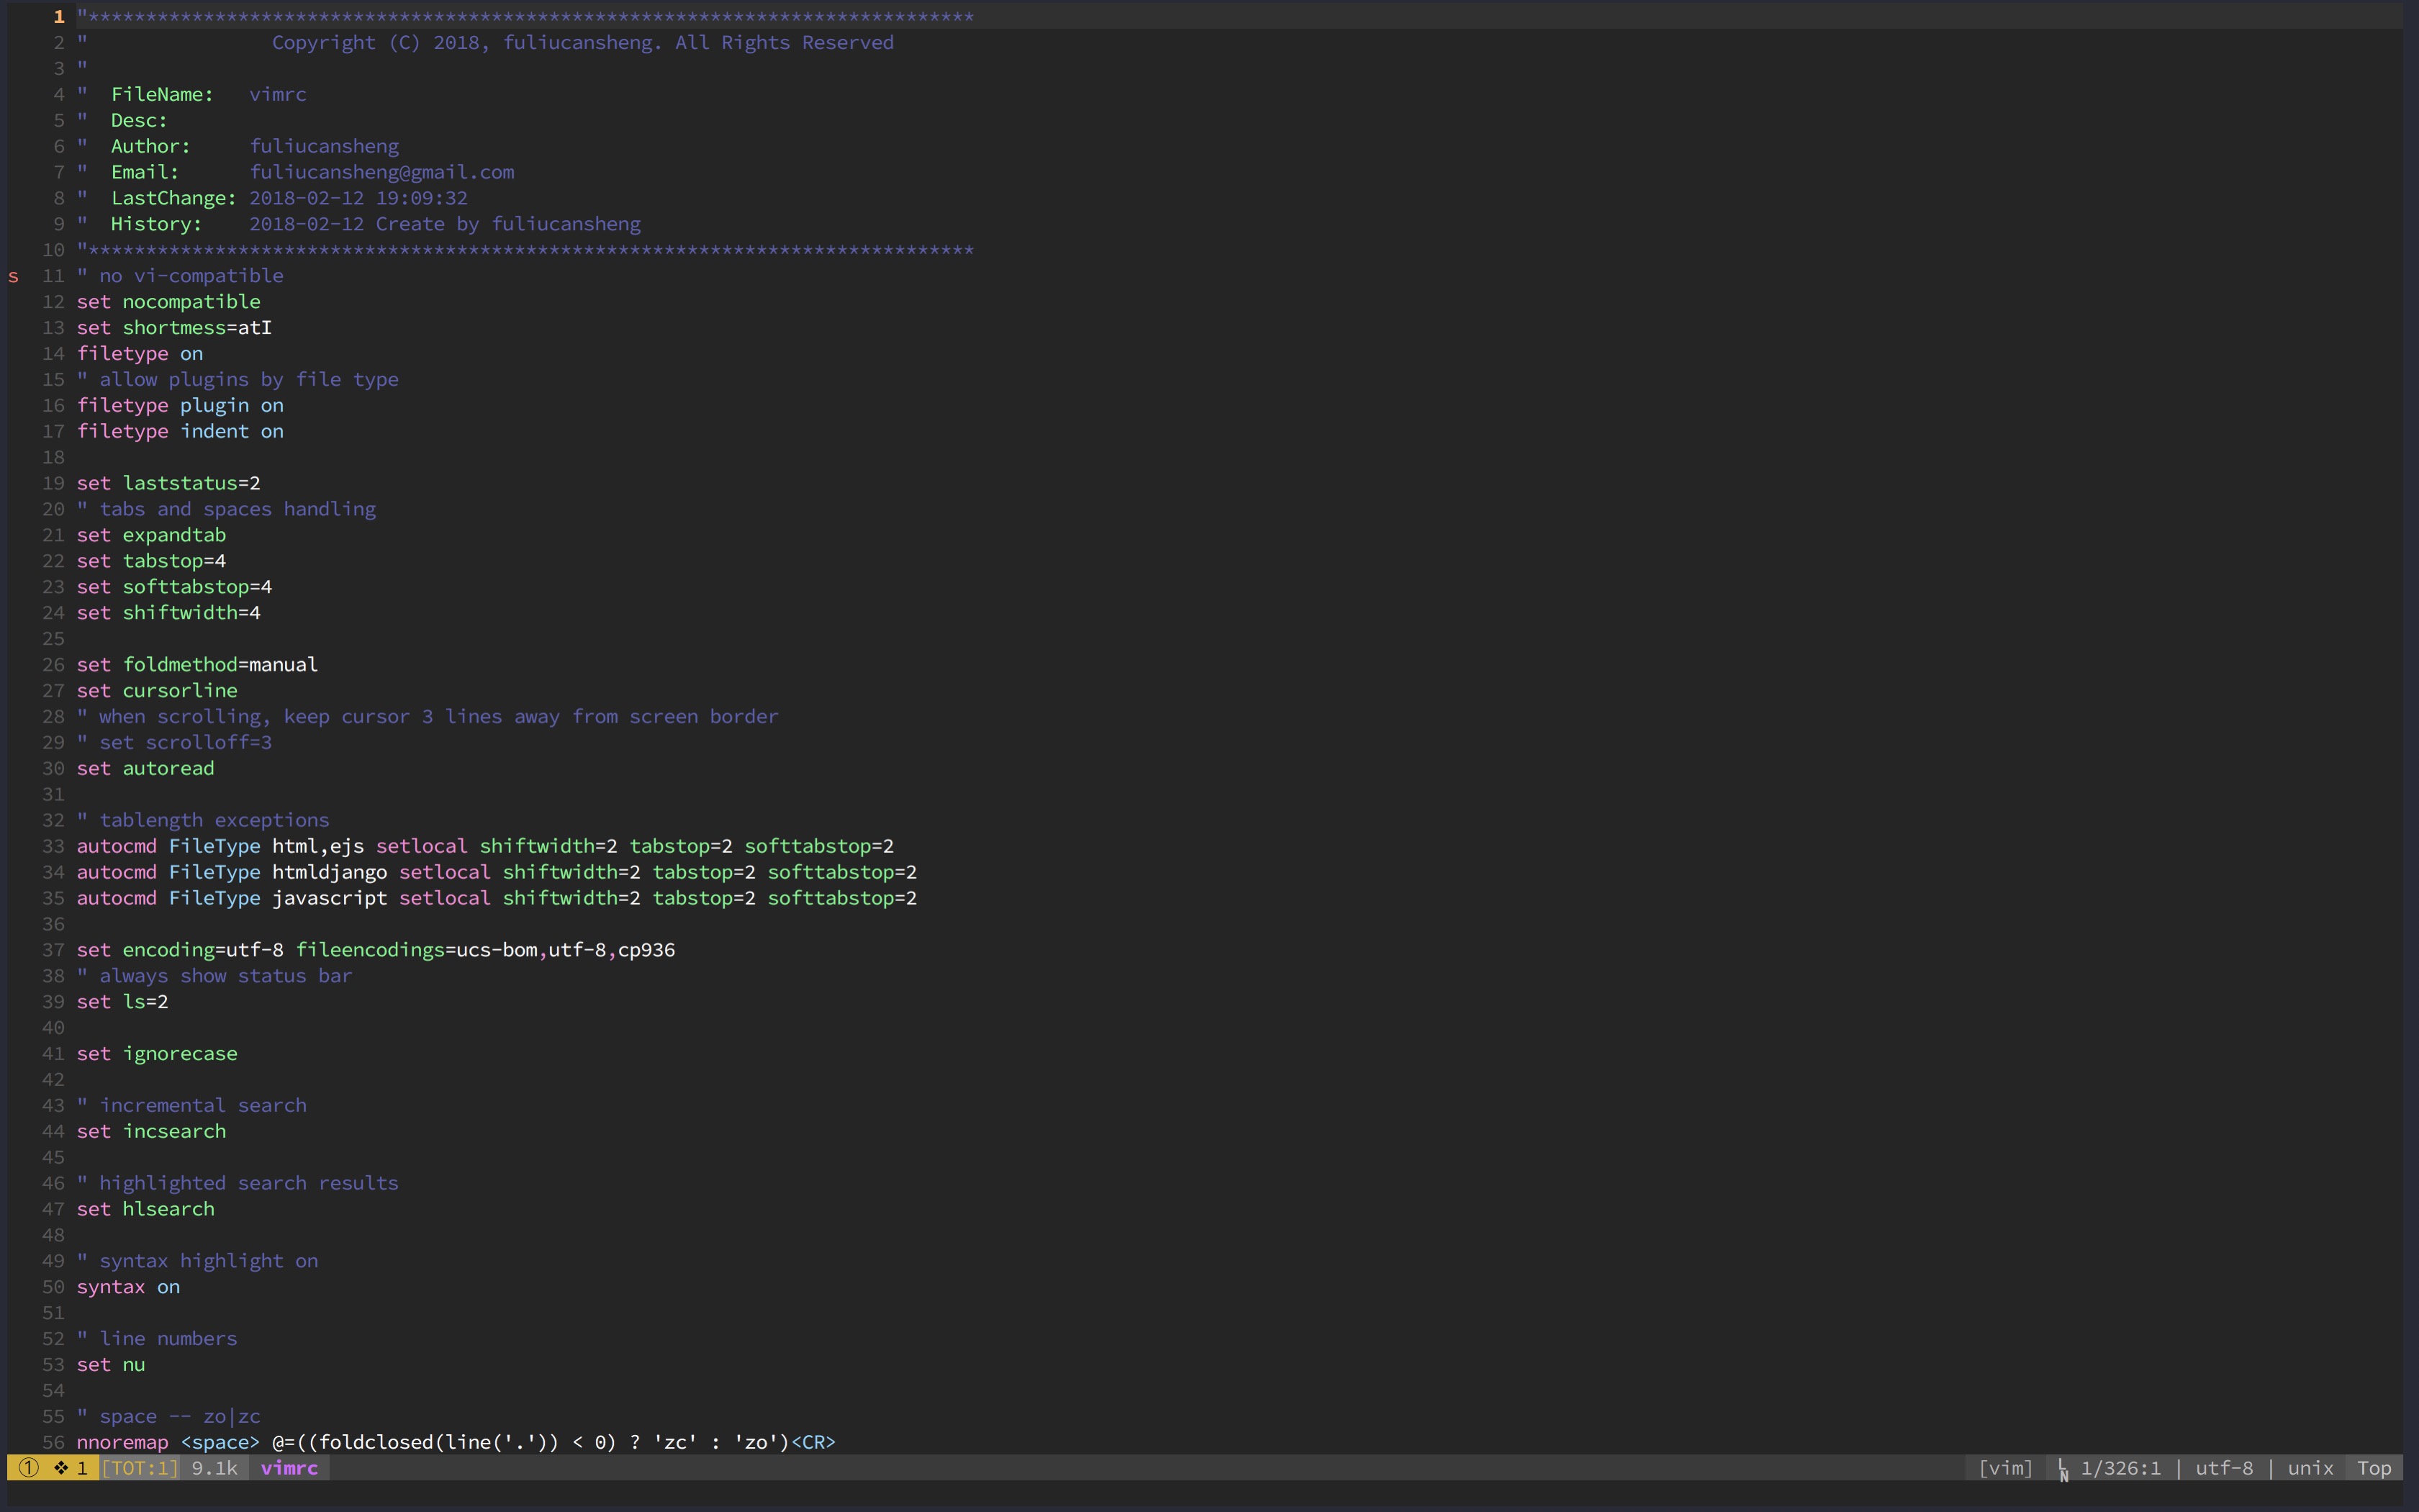 1 "*****************************************************************************
2 "                Copyright (C) 2018, fuliucansheng. All Rights Reserved
3 "
4 "  FileName:   vimrc
5 "  Desc:
6 "  Author:     fuliucansheng
7 "  Email:      fuliucansheng@gmail.com
8 "  LastChange: 2018-02-12 19:09:32
9 "  History:    2018-02-12 Create by fuliucansheng
10 "*****************************************************************************
s 11 " no vi-compatible
12 set nocompatible
13 set shortmess=atI
14 filetype on
15 " allow plugins by file type
16 filetype plugin on
17 filetype indent on
18
19 set laststatus=2
20 " tabs and spaces handling
21 set expandtab
22 set tabstop=4
23 set softtabstop=4
24 set shiftwidth=4
25
26 set foldmethod=manual
27 set cursorline
28 " when scrolling, keep cursor 3 lines away from screen border
29 " set scrolloff=3
30 set autoread
31
32 " tablength exceptions
33 autocmd FileType html,ejs setlocal shiftwidth=2 tabstop=2 softtabstop=2
34 autocmd FileType htmldjango setlocal shiftwidth=2 tabstop=2 softtabstop=2
35 autocmd FileType javascript setlocal shiftwidth=2 tabstop=2 softtabstop=2
36
37 set encoding=utf-8 fileencodings=ucs-bom,utf-8,cp936
38 " always show status bar
39 set ls=2
40
41 set ignorecase
42
43 " incremental search
44 set incsearch
45
46 " highlighted search results
47 set hlsearch
48
49 " syntax highlight on
50 syntax on
51
52 " line numbers
53 set nu
54
55 " space -- zo|zc
56 nnoremap <space> @=((foldclosed(line('.')) < 0) ? 'zc' : 'zo')<CR>
① ❖ 1 [TOT:1] 9.1k vimrc [vim] ␤ 1/326:1 | utf-8 | unix Top